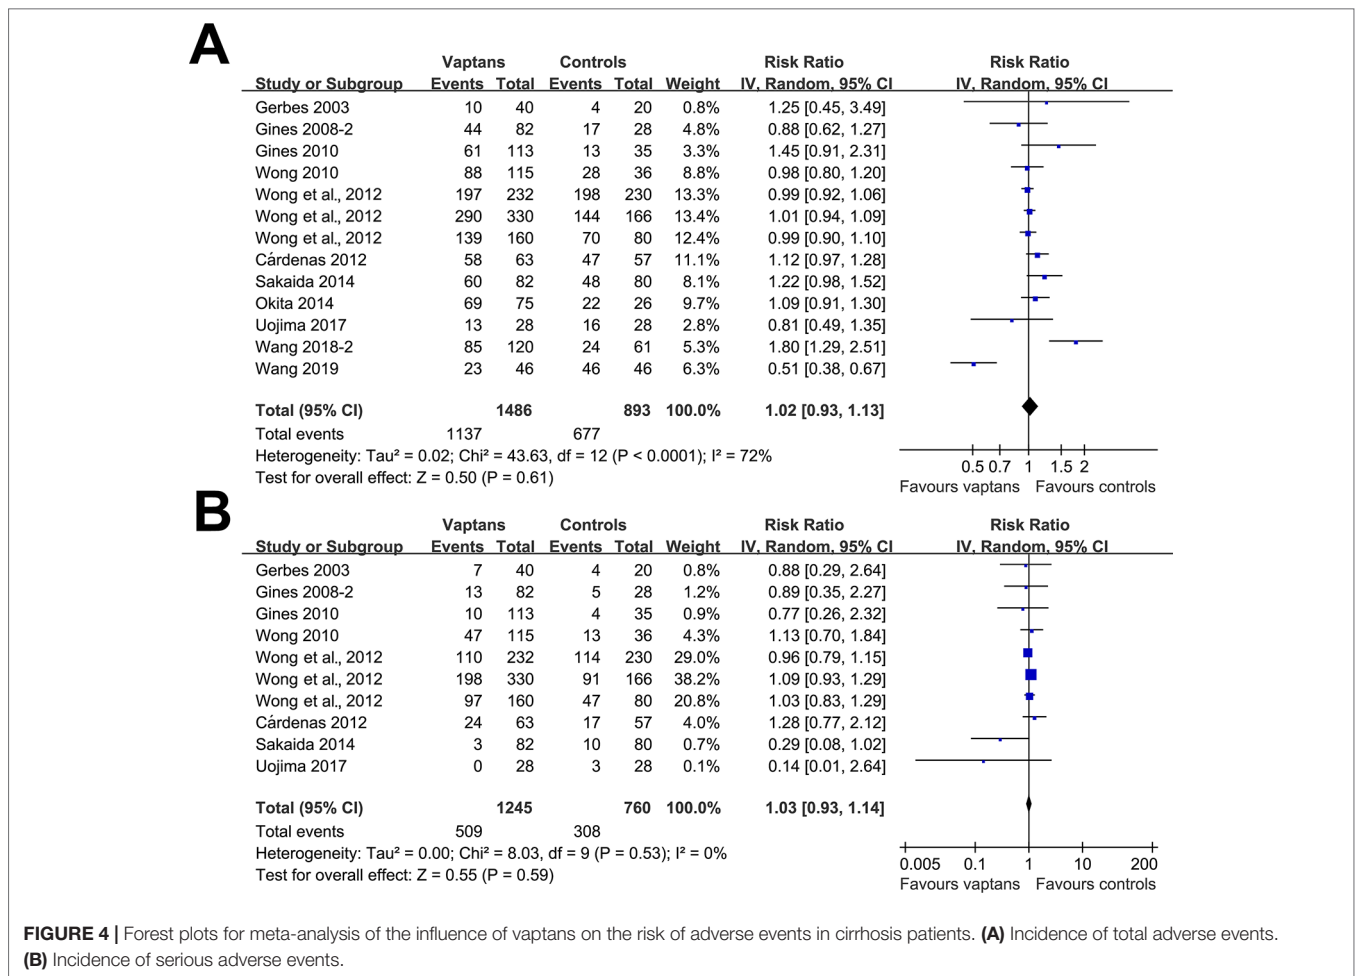 A
Vaptans Controls Risk Ratio Risk Ratio
Study or Subgroup Events Total Events Total Weight IV, Random, 95% CI IV, Random, 95% CI
Gerbes 2003 10 40 4 20 0.8% 1.25 [0.45, 3.49]
Gines 2008-2 44 82 17 28 4.8% 0.88 [0.62, 1.27]
Gines 2010 61 113 13 35 3.3% 1.45 [0.91, 2.31]
Wong 2010 88 115 28 36 8.8% 0.98 [0.80, 1.20]
Wong et al., 2012 197 232 198 230 13.3% 0.99 [0.92, 1.06]
Wong et al., 2012 290 330 144 166 13.4% 1.01 [0.94, 1.09]
Wong et al., 2012 139 160 70 80 12.4% 0.99 [0.90, 1.10]
Cárdenas 2012 58 63 47 57 11.1% 1.12 [0.97, 1.28]
Sakaida 2014 60 82 48 80 8.1% 1.22 [0.98, 1.52]
Okita 2014 69 75 22 26 9.7% 1.09 [0.91, 1.30]
Uojima 2017 13 28 16 28 2.8% 0.81 [0.49, 1.35]
Wang 2018-2 85 120 24 61 5.3% 1.80 [1.29, 2.51]
Wang 2019 23 46 46 46 6.3% 0.51 [0.38, 0.67]
Total (95% CI) 1486 893 100.0% 1.02 [0.93, 1.13]
Total events 1137 677
Heterogeneity: Tau² = 0.02; Chi² = 43.63, df = 12 (P < 0.0001); I² = 72%
Test for overall effect: Z = 0.50 (P = 0.61)
0.5 0.7 1 1.5 2
Favours vaptans Favours controls
B
Vaptans Controls Risk Ratio Risk Ratio
Study or Subgroup Events Total Events Total Weight IV, Random, 95% CI IV, Random, 95% CI
Gerbes 2003 7 40 4 20 0.8% 0.88 [0.29, 2.64]
Gines 2008-2 13 82 5 28 1.2% 0.89 [0.35, 2.27]
Gines 2010 10 113 4 35 0.9% 0.77 [0.26, 2.32]
Wong 2010 47 115 13 36 4.3% 1.13 [0.70, 1.84]
Wong et al., 2012 110 232 114 230 29.0% 0.96 [0.79, 1.15]
Wong et al., 2012 198 330 91 166 38.2% 1.09 [0.93, 1.29]
Wong et al., 2012 97 160 47 80 20.8% 1.03 [0.83, 1.29]
Cárdenas 2012 24 63 17 57 4.0% 1.28 [0.77, 2.12]
Sakaida 2014 3 82 10 80 0.7% 0.29 [0.08, 1.02]
Uojima 2017 0 28 3 28 0.1% 0.14 [0.01, 2.64]
Total (95% CI) 1245 760 100.0% 1.03 [0.93, 1.14]
Total events 509 308
Heterogeneity: Tau² = 0.00; Chi² = 8.03, df = 9 (P = 0.53); I² = 0%
Test for overall effect: Z = 0.55 (P = 0.59)
0.005 0.1 1 10 200
Favours vaptans Favours controls
FIGURE 4 | Forest plots for meta-analysis of the influence of vaptans on the risk of adverse events in cirrhosis patients. (A) Incidence of total adverse events.
(B) Incidence of serious adverse events.